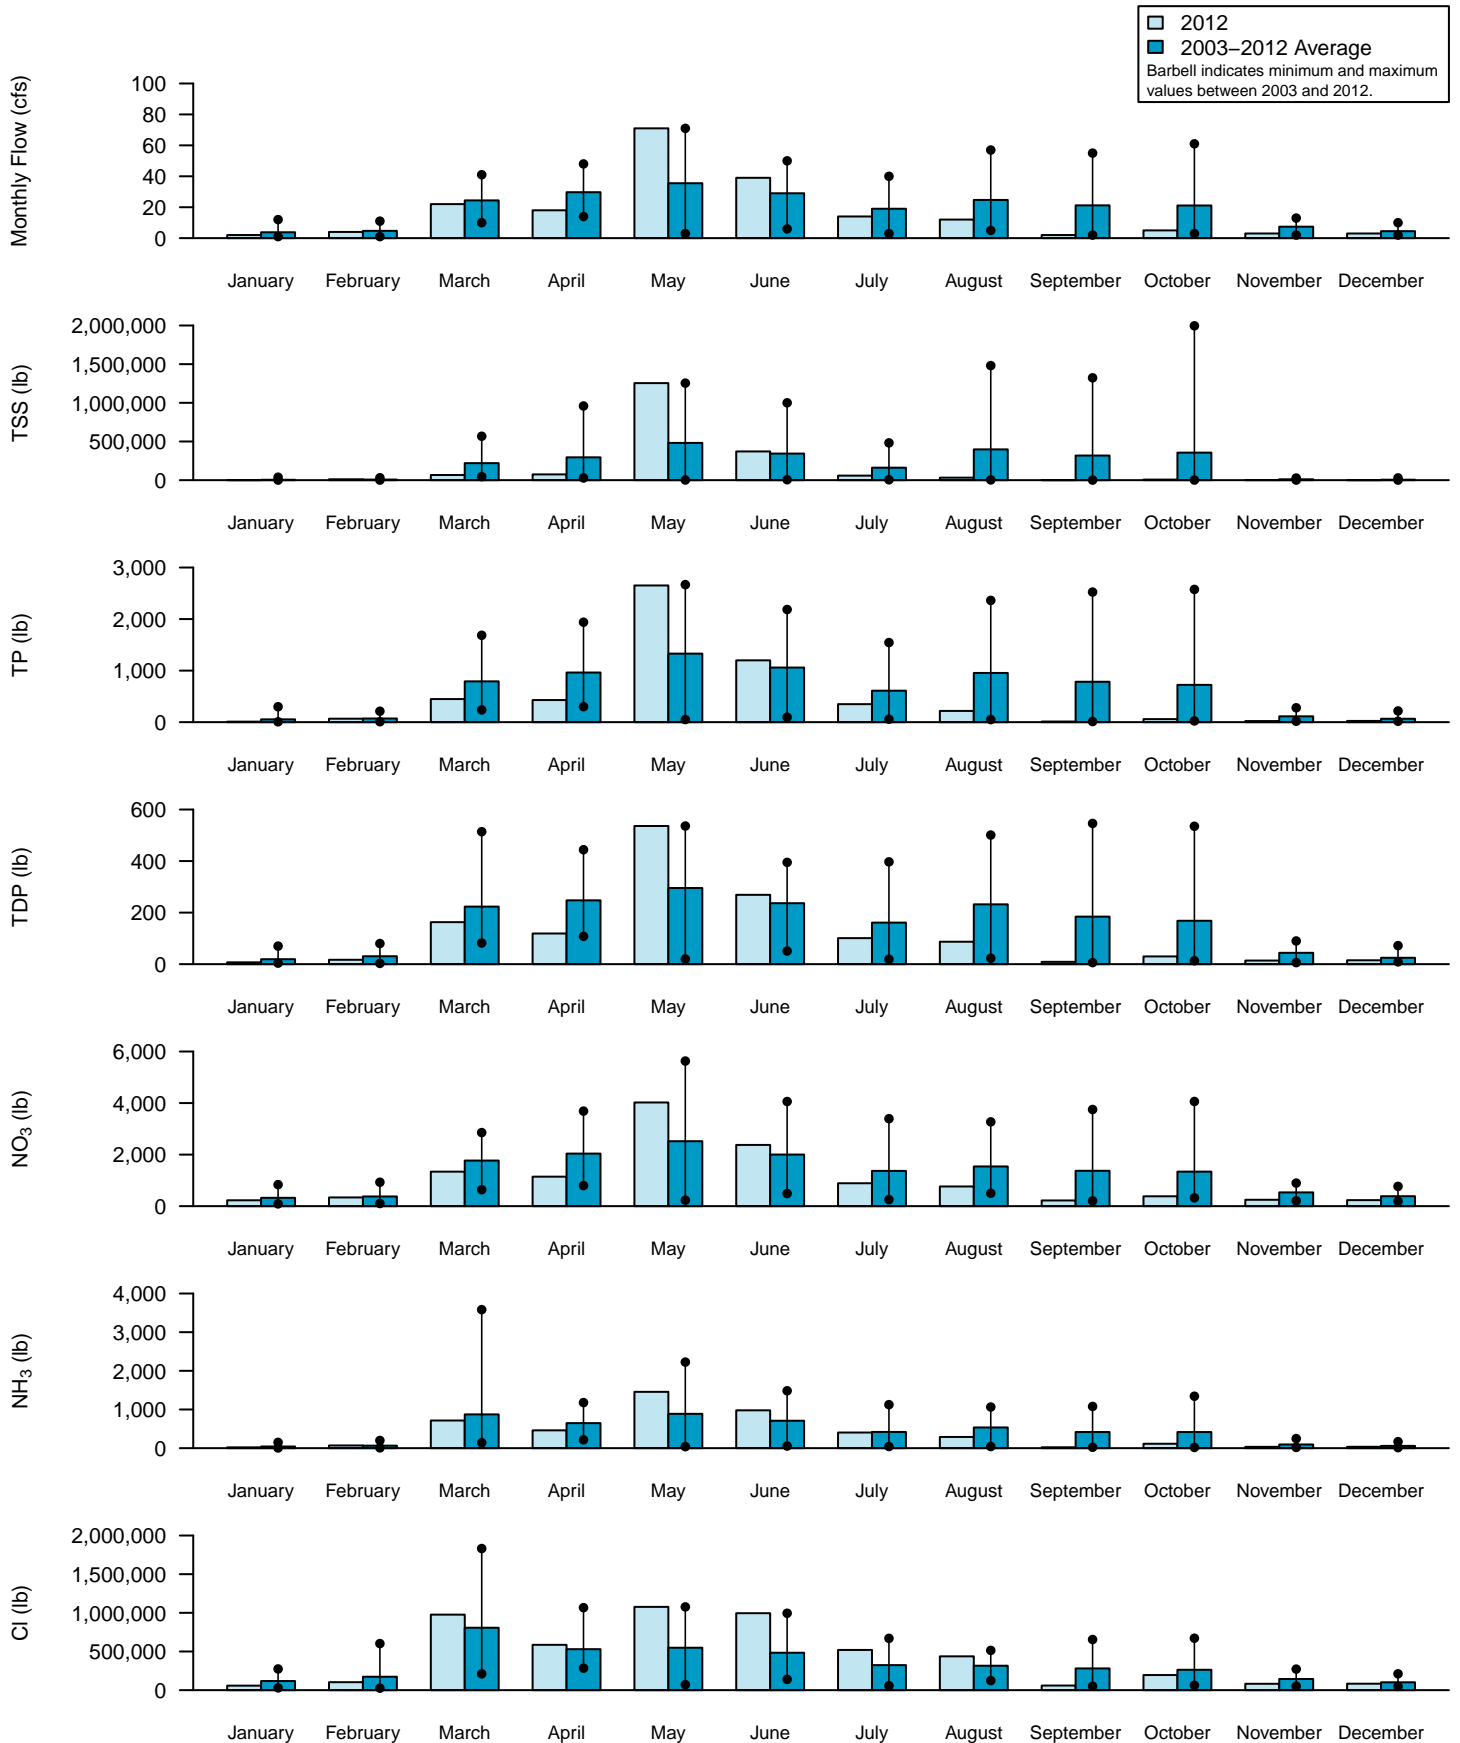 2012
2003–2012 Average
Barbell indicates minimum and maximum
values between 2003 and 2012.
Monthly Flow (cfs)
100
80
60
40
20
0
January February March April May June July August September October November December
TSS (lb)
2,000,000
1,500,000
1,000,000
500,000
0
January February March April May June July August September October November December
TP (lb)
3,000
2,000
1,000
0
January February March April May June July August September October November December
TDP (lb)
600
400
200
0
January February March April May June July August September October November December
NO3 (lb)
6,000
4,000
2,000
0
January February March April May June July August September October November December
NH3 (lb)
4,000
3,000
2,000
1,000
0
January February March April May June July August September October November December
Cl (lb)
2,000,000
1,500,000
1,000,000
500,000
0
January February March April May June July August September October November December